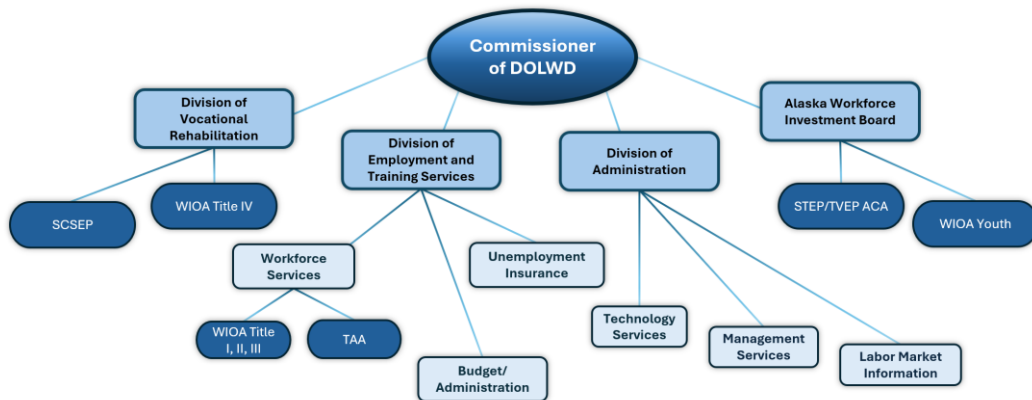 Commissioner
of DOLWD
Division of
Vocational
Rehabilitation
Alaska Workforce
Investment Board
Division of
Employment and
Training Services
Division of
Administration
SCSEP
WIOA Title IV
STEP/TVEP ACA
WIOA Youth
Workforce
Services
Unemployment
Insurance
WIOA Title
I, II, III
TAA
Technology
Services
Management
Services
Labor Market
Information
Budget/
Administration